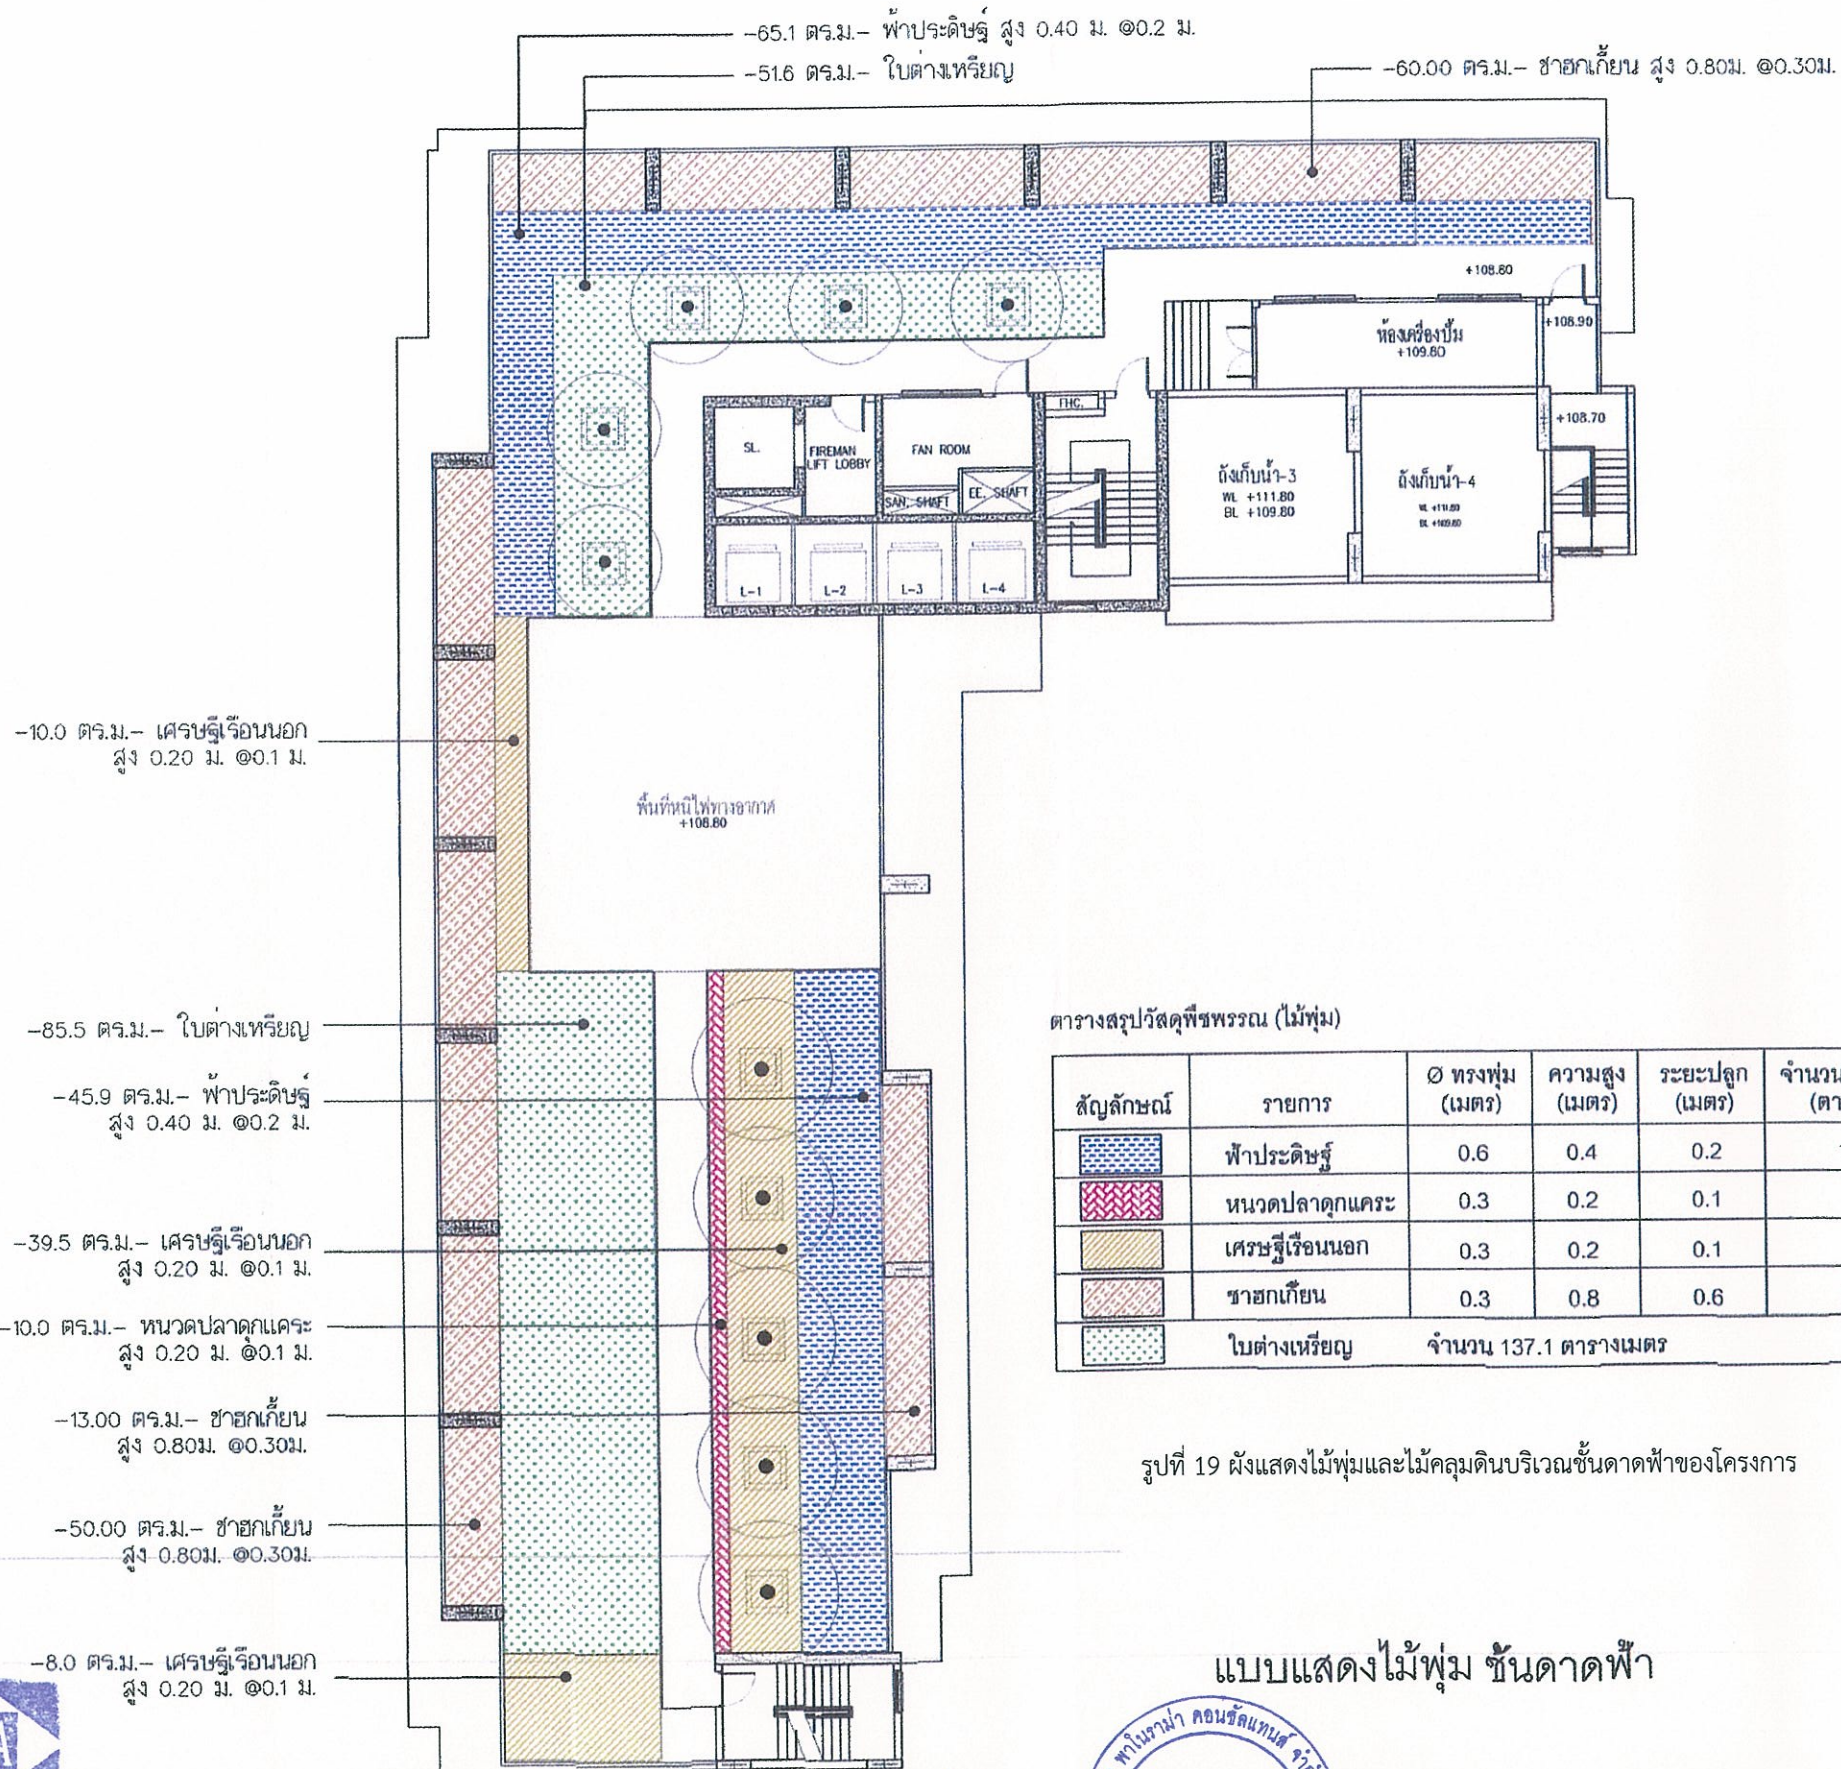 -65.1 ตร.ม.- ฟ้าประดิษฐ์ สูง 0.40 ม. @0.2 ม.
-51.6 ตร.ม.- ใบต่างเหรียญ
-60.00 ตร.ม.- ชาฮกเกี้ยน สูง 0.80ม. @0.30ม.
+108.80
ห้องเครื่องปั๊ม
+109.80
+108.90
+108.70
FHC.
SL.
FIREMAN
LIFT LOBBY
FAN ROOM
SAN. SHAFT
EE. SHAFT
ถังเก็บน้ำ-3
WL +111.80
BL +109.80
ถังเก็บน้ำ-4
WL +111.80
BL +109.80
L-1
L-2
L-3
L-4
-10.0 ตร.ม.- เศรษฐีเรือนนอก
สูง 0.20 ม. @0.1 ม.
พื้นที่หนีไฟทางอากาศ
+108.80
-85.5 ตร.ม.- ใบต่างเหรียญ
-45.9 ตร.ม.- ฟ้าประดิษฐ์
สูง 0.40 ม. @0.2 ม.
-39.5 ตร.ม.- เศรษฐีเรือนนอก
สูง 0.20 ม. @0.1 ม.
-10.0 ตร.ม.- หนวดปลาดุกแคระ
สูง 0.20 ม. @0.1 ม.
-13.00 ตร.ม.- ชาฮกเกี้ยน
สูง 0.80ม. @0.30ม.
-50.00 ตร.ม.- ชาฮกเกี้ยน
สูง 0.80ม. @0.30ม.
-8.0 ตร.ม.- เศรษฐีเรือนนอก
สูง 0.20 ม. @0.1 ม.
ตารางสรุปวัสดุพืชพรรณ (ไม้พุ่ม)
สัญลักษณ์ รายการ Ø ทรงพุ่ม (เมตร) ความสูง (เมตร) ระยะปลูก (เมตร) จำนวน
ฟ้าประดิษฐ์ 0.6 0.4 0.2
หนวดปลาดุกแคระ 0.3 0.2 0.1
เศรษฐีเรือนนอก 0.3 0.2 0.1
ชาฮกเกี้ยน 0.3 0.8 0.6
ใบต่างเหรียญ จำนวน 137.1 ตารางเมตร
รูปที่ 19 ผังแสดงไม้พุ่มและไม้คลุมดินบริเวณชั้นดาดฟ้าของโครงการ
แบบแสดงไม้พุ่ม ชั้นดาดฟ้า
พาโนราม่า คอนซัลแทนส์